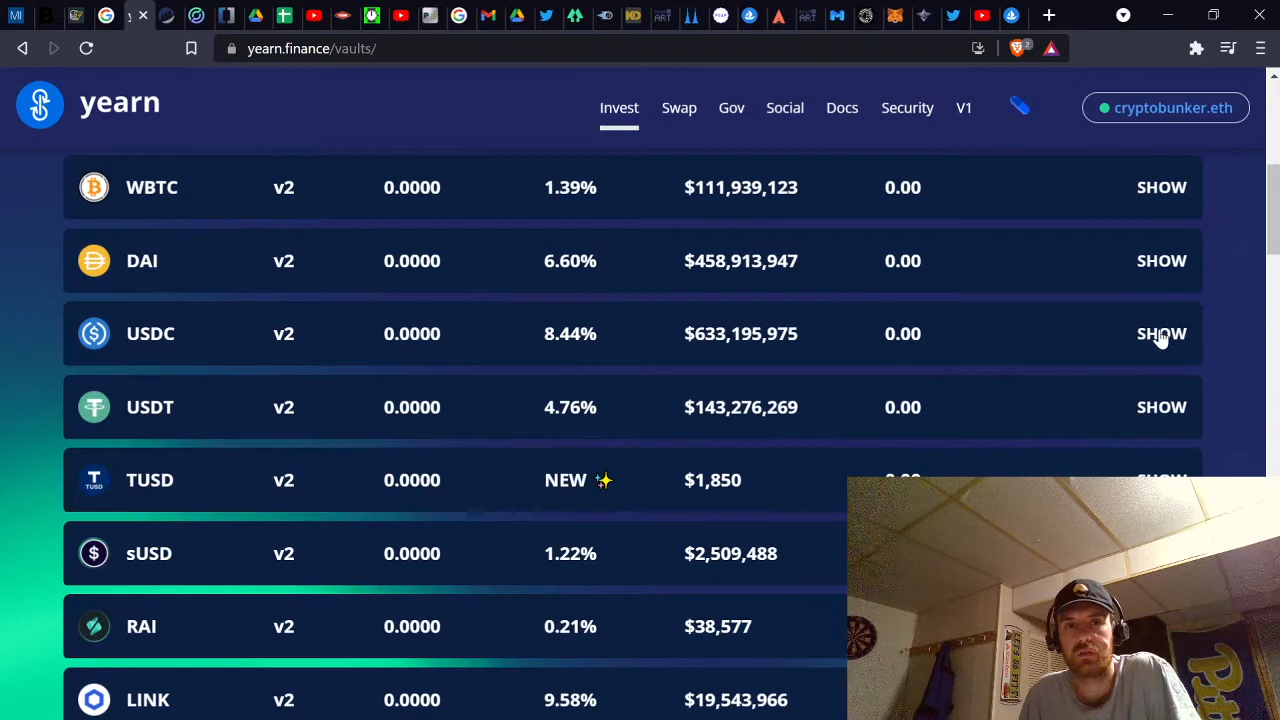 yearn.finance/vaults/
2
yearn
Invest
Swap
Gov
Social
Docs
Security
V1
cryptobunker.eth
WBTC v2 0.0000 1.39% $111,939,123 0.00 SHOW
DAI v2 0.0000 6.60% $458,913,947 0.00 SHOW
USDC v2 0.0000 8.44% $633,195,975 0.00 SHOW
USDT v2 0.0000 4.76% $143,276,269 0.00 SHOW
TUSD v2 0.0000 NEW $1,850
sUSD v2 0.0000 1.22% $2,509,488
RAI v2 0.0000 0.21% $38,577
LINK v2 0.0000 9.58% $19,543,966